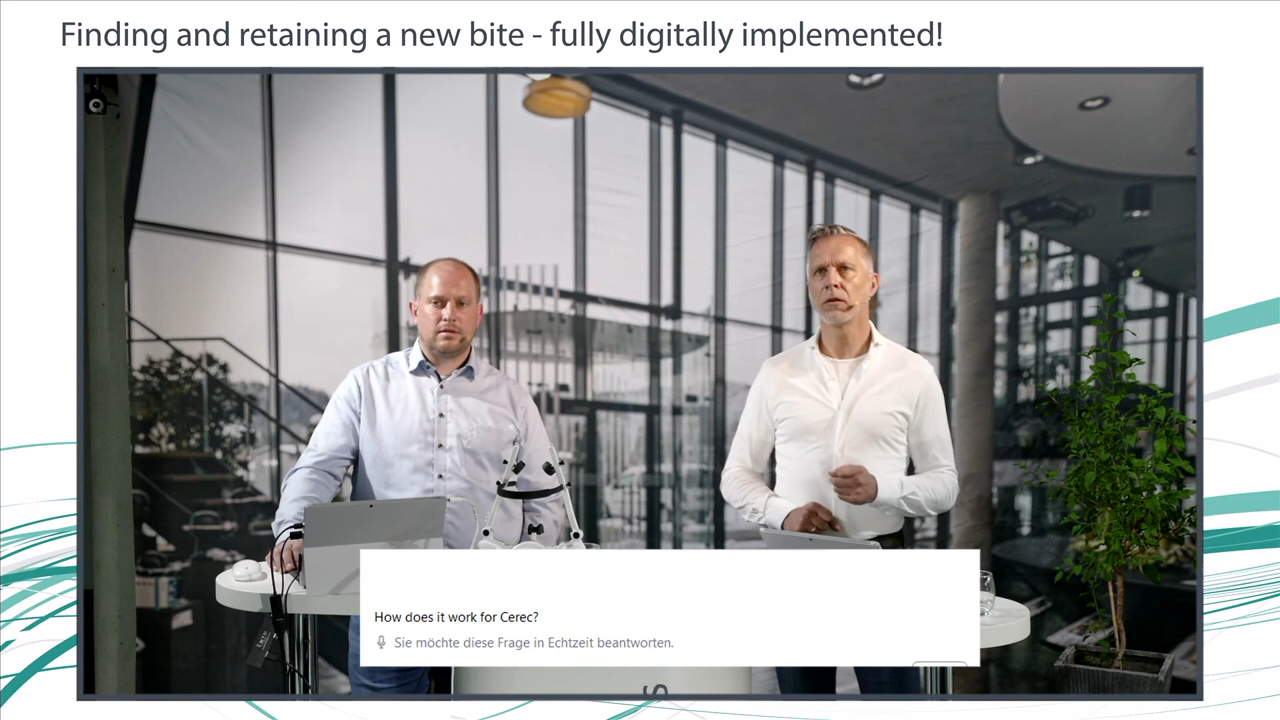 Finding and retaining a new bite - fully digitally implemented!
How does it work for Cerec?
Sie möchte diese Frage in Echtzeit beantworten.